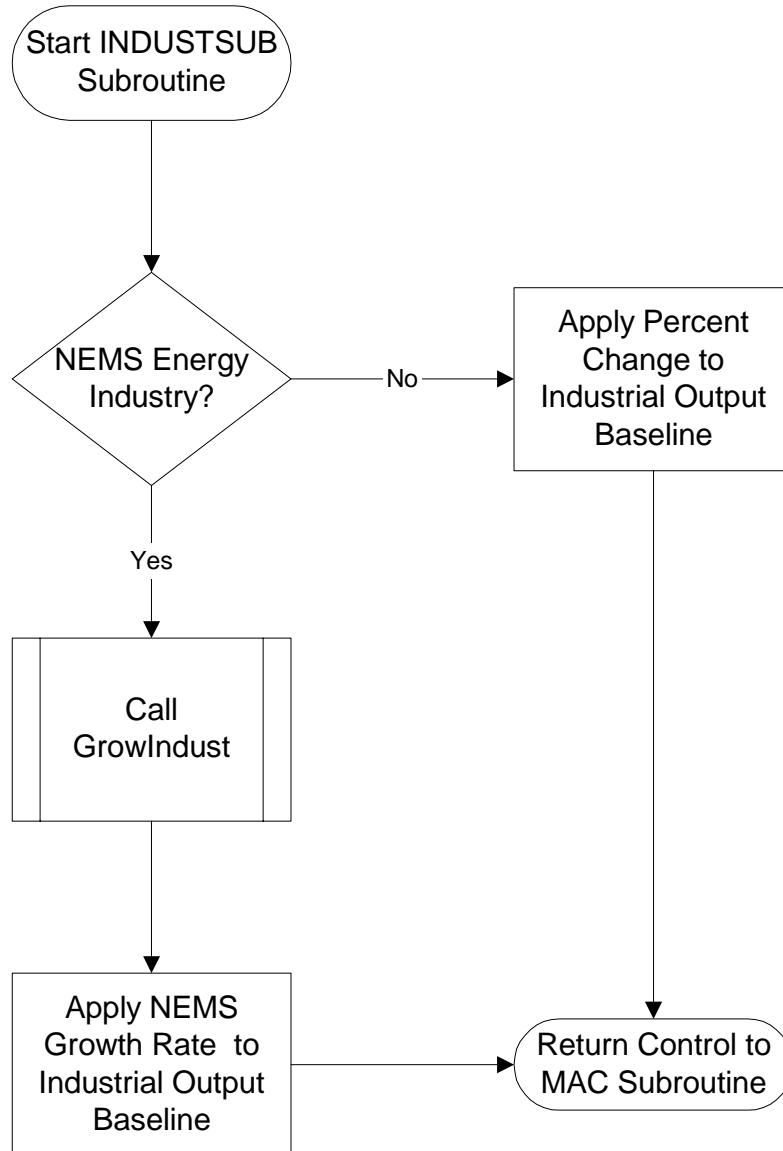 Start INDUSTSUB
Subroutine
NEMS Energy
Industry?
No
Apply Percent
Change to
Industrial Output
Baseline
Yes
Call
GrowIndust
Apply NEMS
Growth Rate to
Industrial Output
Baseline
Return Control to
MAC Subroutine